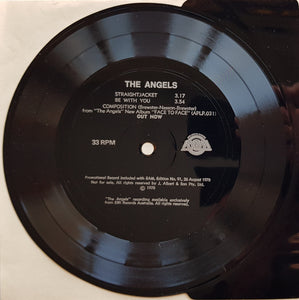 THE ANGELS
STRAIGHTJACKET 3.17
BE WITH YOU 3.54
COMPOSITION (Brewster-Neeson-Brewster)
from "The Angels" New Album "FACE TO FACE" (APLP.031)
OUT NOW
33 RPM
Promotional Record included with RAM, Edition No. 91, 26 August 1978
Not for sale. All rights reserved by J. Albert & Son Pty. Ltd.
© 1978
"The Angels" recording available exclusively
from EMI Records Australia. All rights reserved.